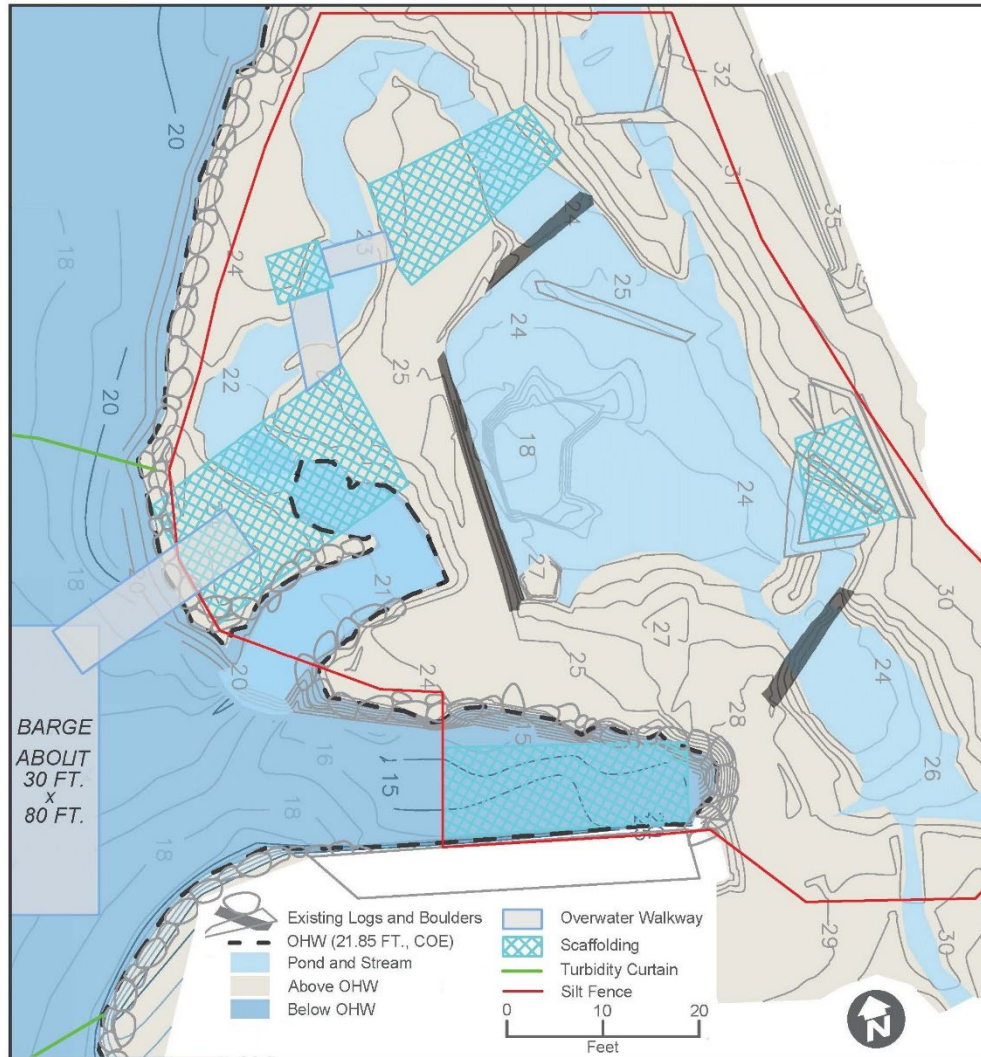 20
32
31
35
24
23
24
25
24
22
25
20
18
18
24
27
18
21
30
27
20
25
24
24
28
15
16
15
26
18
18
BARGE
ABOUT
30 FT.
x
80 FT.
29
30
Existing Logs and Boulders
OHW (21.85 FT., COE)
Pond and Stream
Above OHW
Below OHW
Overwater Walkway
Scaffolding
Turbidity Curtain
Silt Fence
0 10 20
Feet
N